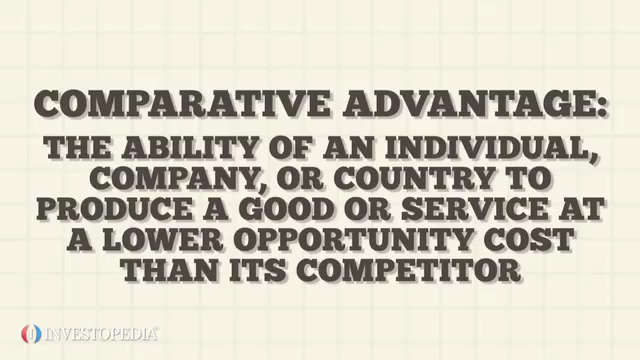 COMPARATIVE ADVANTAGE:
THE ABILITY OF AN INDIVIDUAL,
COMPANY, OR COUNTRY TO
PRODUCE A GOOD OR SERVICE AT
A LOWER OPPORTUNITY COST
THAN ITS COMPETITOR
INVESTOPEDIA